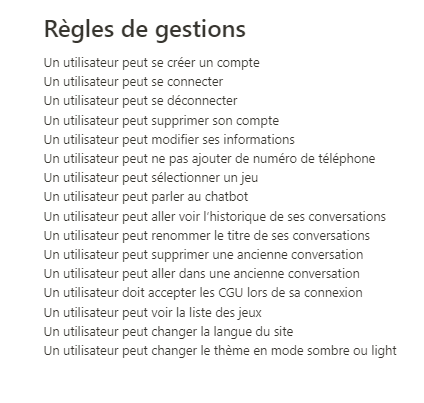 Règles de gestions
Un utilisateur peut se créer un compte
Un utilisateur peut se connecter
Un utilisateur peut se déconnecter
Un utilisateur peut supprimer son compte
Un utilisateur peut modifier ses informations
Un utilisateur peut ne pas ajouter de numéro de téléphone
Un utilisateur peut sélectionner un jeu
Un utilisateur peut parler au chatbot
Un utilisateur peut aller voir l’historique de ses conversations
Un utilisateur peut renommer le titre de ses conversations
Un utilisateur peut supprimer une ancienne conversation
Un utilisateur peut aller dans une ancienne conversation
Un utilisateur doit accepter les CGU lors de sa connexion
Un utilisateur peut voir la liste des jeux
Un utilisateur peut changer la langue du site
Un utilisateur peut changer le thème en mode sombre ou light